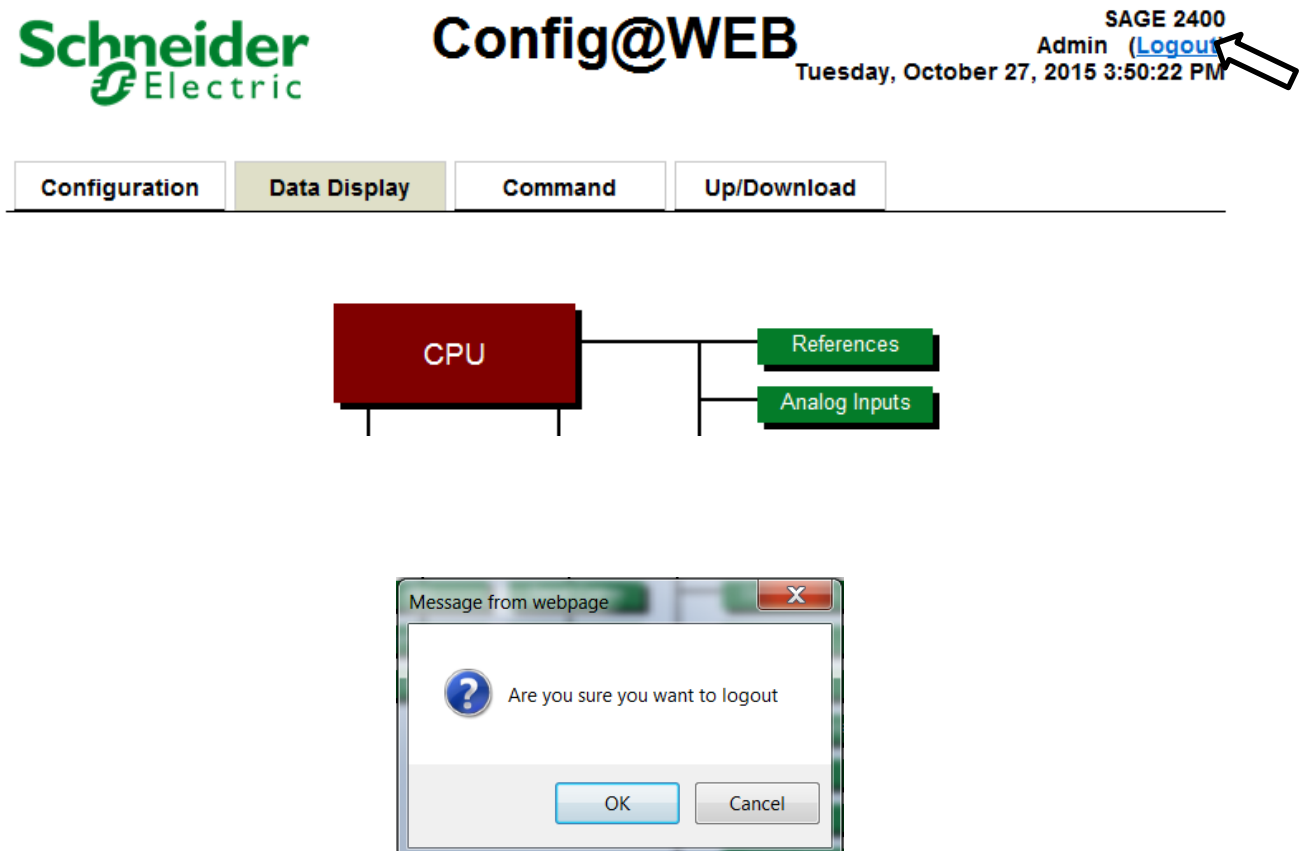 Schneider
Electric
Config@WEB
SAGE 2400
Admin (Logout)
Tuesday, October 27, 2015 3:50:22 PM
Configuration Data Display Command Up/Download
CPU
References
Analog Inputs
Message from webpage
X
? Are you sure you want to logout
OK Cancel